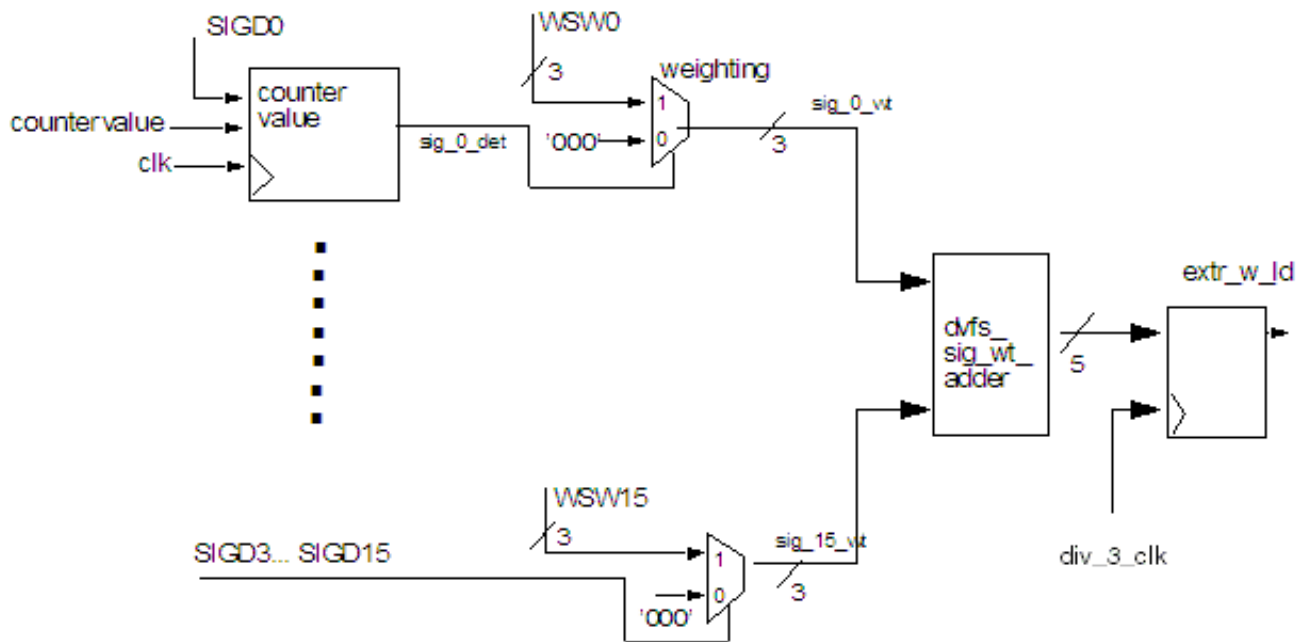 SIGD0
WSW0
3
weighting
counter
value
1
sig_0_wt
countervalue
sig_0_det
'000'
0
3
clk
extr_w_ld
dvfs_
sig_wt_
adder
5
WSW15
3
sig_15_wt
SIGD3... SIGD15
1
div_3_clk
0
3
'000'